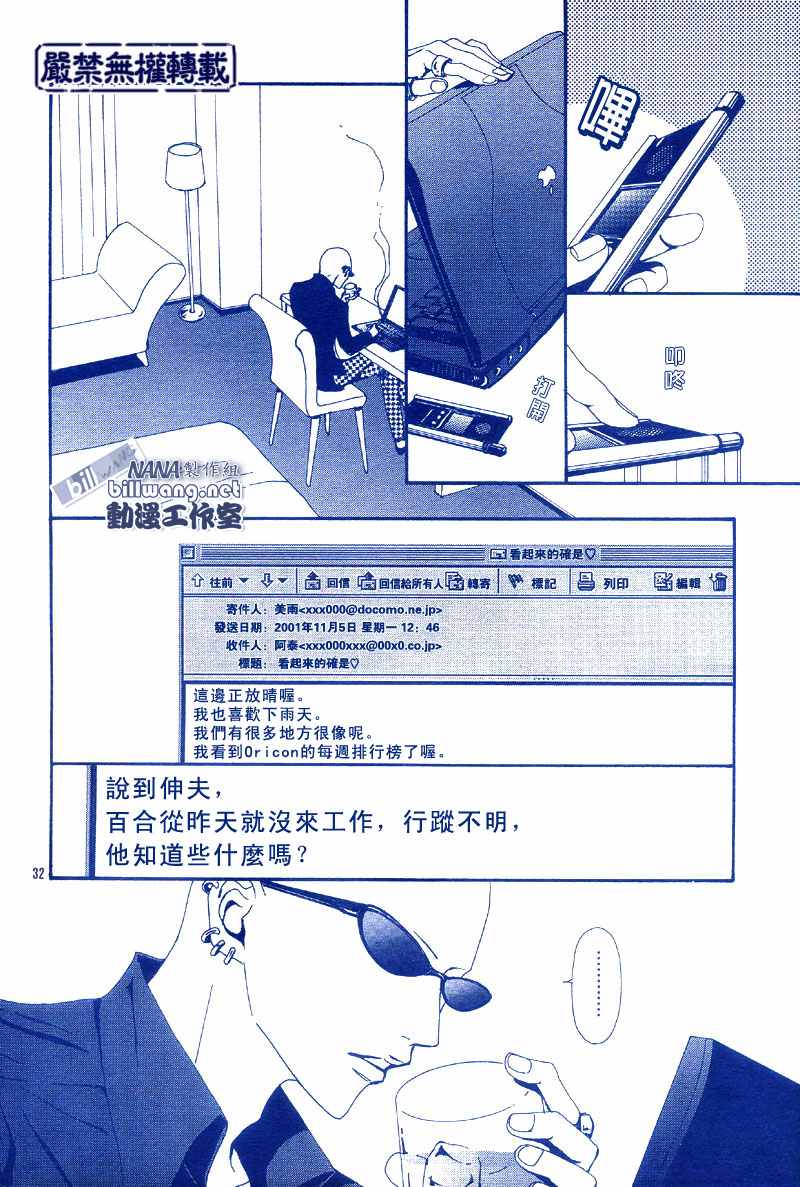 嚴禁無權轉載
嗶
叩咚
打開
bill wang
NANA製作組
billwang.net
動漫工作室
看起來的確是♡
往前 回信 回信給所有人 轉寄 標記 列印 編輯
寄件人： 美雨<xxx000@docomo.ne.jp>
發送日期： 2001年11月5日 星期一 12：46
收件人： 阿泰<xxx000xxx@00x0.co.jp>
標題： 看起來的確是♡
這邊正放晴喔。
我也喜歡下雨天。
我們有很多地方很像呢。
我看到Oricon的每週排行榜了喔。
說到伸夫，
百合從昨天就沒來工作，行蹤不明，
他知道些什麼嗎？
32
………